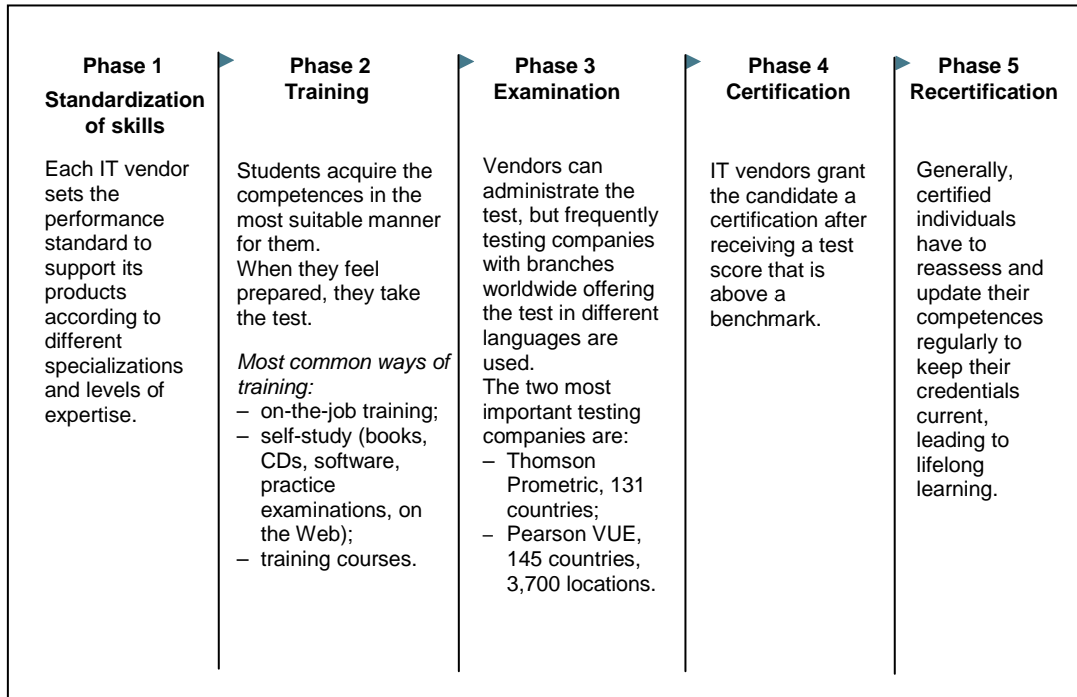 Phase 1
Standardization
of skills
Each IT vendor
sets the
performance
standard to
support its
products
according to
different
specializations
and levels of
expertise.
Phase 2
Training
Students acquire the
competences in the
most suitable manner
for them.
When they feel
prepared, they take
the test.
Most common ways of
training:
– on-the-job training;
– self-study (books,
CDs, software,
practice
examinations, on
the Web);
– training courses.
Phase 3
Examination
Vendors can
administrate the
test, but frequently
testing companies
with branches
worldwide offering
the test in different
languages are
used.
The two most
important testing
companies are:
– Thomson
Prometric, 131
countries;
– Pearson VUE,
145 countries,
3,700 locations.
Phase 4
Certification
IT vendors grant
the candidate a
certification after
receiving a test
score that is
above a
benchmark.
Phase 5
Recertification
Generally,
certified
individuals
have to
reassess and
update their
competences
regularly to
keep their
credentials
current,
leading to
lifelong
learning.